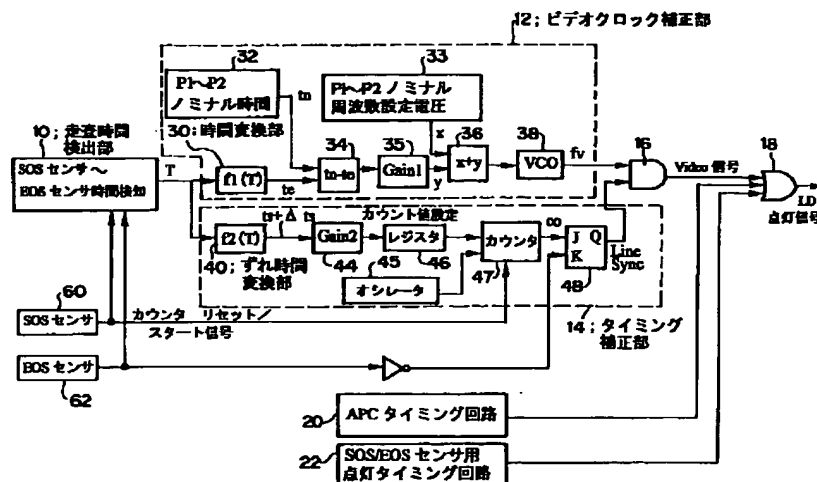 12；ビデオクロック補正部
32
P1〜P2
ノミナル時間
tn
33
P1〜P2 ノミナル
周波数設定電圧
10；走査時間
検出部
30：時間変換部
SOS センサ〜
EOS センサ時間検知
T
f1(T)
te
34
tn-te
35
Gain1
x
y
36
x+y
38
VCO
fv
16
Video 信号
18
LD
点灯信号
f2(T)
ts+Δts
Gain2
44
カウント値設定
レジスタ
46
カウンタ
47
co
J Q
K
48
Line
Sync
40；ずれ時間
変換部
45
オシレータ
60
SOS センサ
カウンタ リセット／
スタート信号
14；タイミング
補正部
EOS センサ
62
20
APC タイミング回路
22
SOS/EOS センサ用
点灯タイミング回路